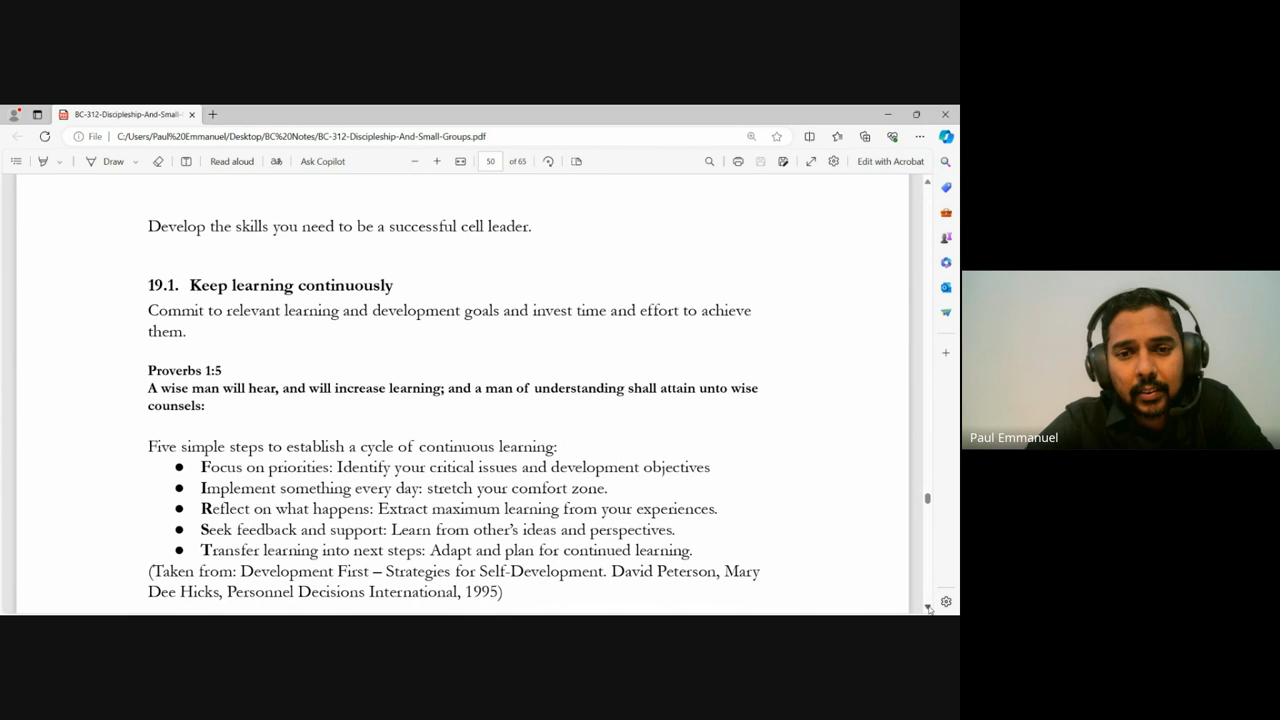 BC-312-Discipleship-And-Small-
File C:/Users/Paul%20Emmanuel/Desktop/BC%20Notes/BC-312-Discipleship-And-Small-Groups.pdf
Draw Read aloud Ask Copilot 50 of 65 Edit with Acrobat
Develop the skills you need to be a successful cell leader.
19.1. Keep learning continuously
Commit to relevant learning and development goals and invest time and effort to achieve
them.
Proverbs 1:5
A wise man will hear, and will increase learning; and a man of understanding shall attain unto wise
counsels:
Five simple steps to establish a cycle of continuous learning:
● Focus on priorities: Identify your critical issues and development objectives
● Implement something every day: stretch your comfort zone.
● Reflect on what happens: Extract maximum learning from your experiences.
● Seek feedback and support: Learn from other's ideas and perspectives.
● Transfer learning into next steps: Adapt and plan for continued learning.
(Taken from: Development First – Strategies for Self-Development. David Peterson, Mary
Dee Hicks, Personnel Decisions International, 1995)
Paul Emmanuel